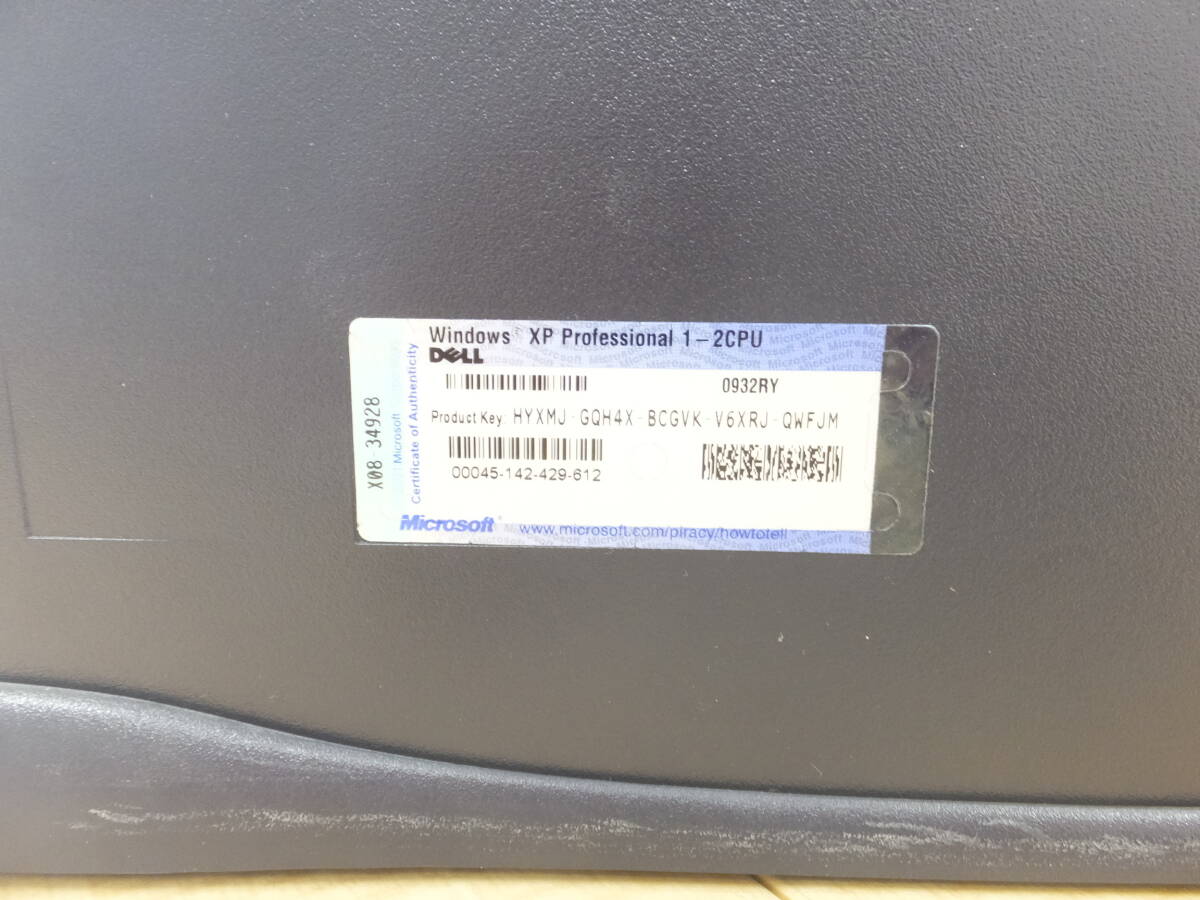 Windows® XP Professional 1-2CPU
DELL
0932RY
Product Key: HYXMJ-GQH4X-BCGVK-V6XRJ-QWFJM
00045-142-429-612
X08-34928
Microsoft
Certificate of Authenticity
Microsoft® www.microsoft.com/piracy/howtotell